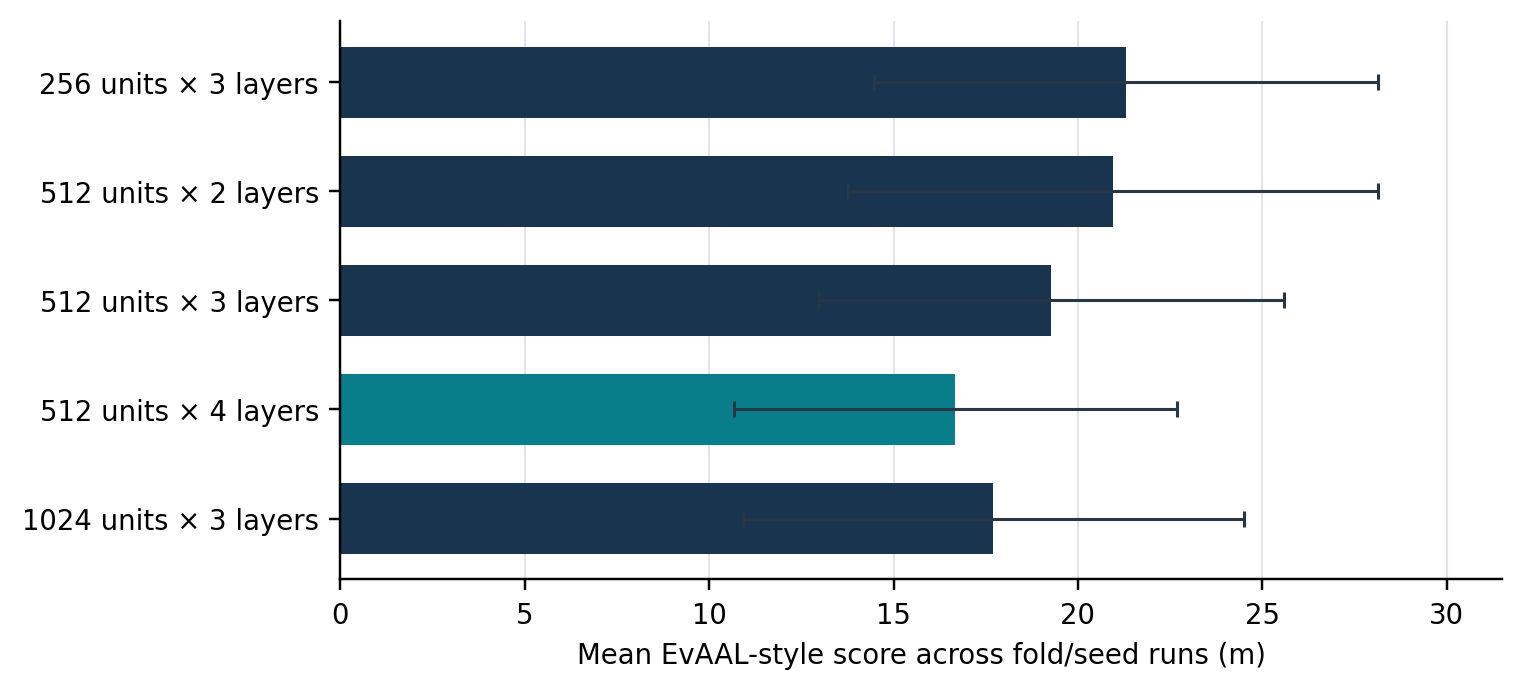 256 units × 3 layers
512 units × 2 layers
512 units × 3 layers
512 units × 4 layers
1024 units × 3 layers
0 5 10 15 20 25 30
Mean EvAAL-style score across fold/seed runs (m)